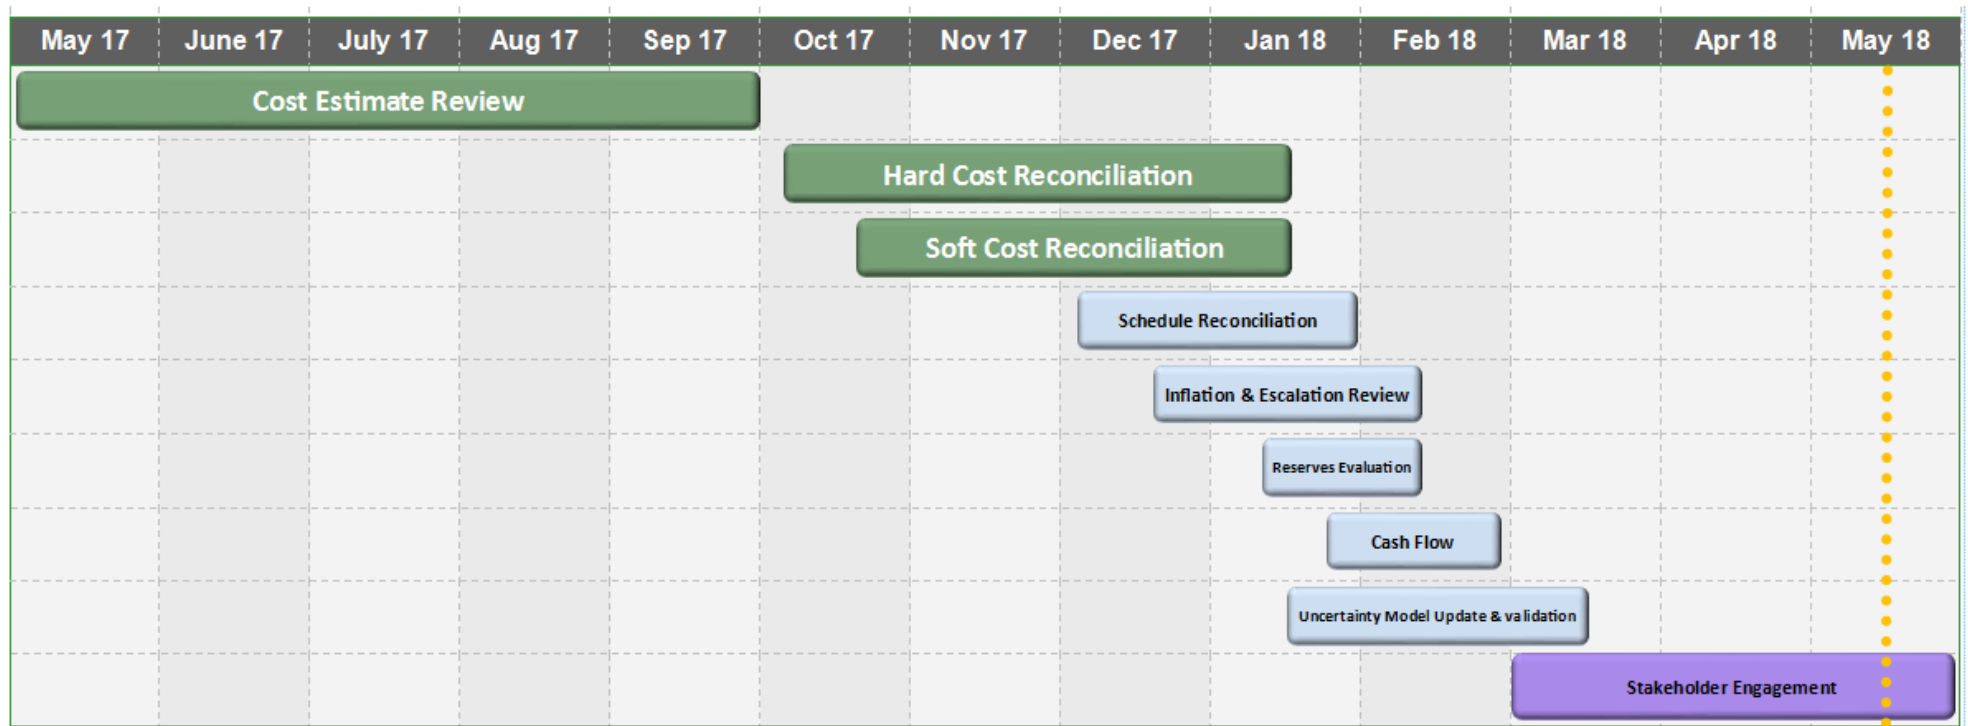 May 17 June 17 July 17 Aug 17 Sep 17 Oct 17 Nov 17 Dec 17 Jan 18 Feb 18 Mar 18 Apr 18 May 18
Cost Estimate Review
Hard Cost Reconciliation
Soft Cost Reconciliation
Schedule Reconciliation
Inflation & Escalation Review
Reserves Evaluation
Cash Flow
Uncertainty Model Update & validation
Stakeholder Engagement